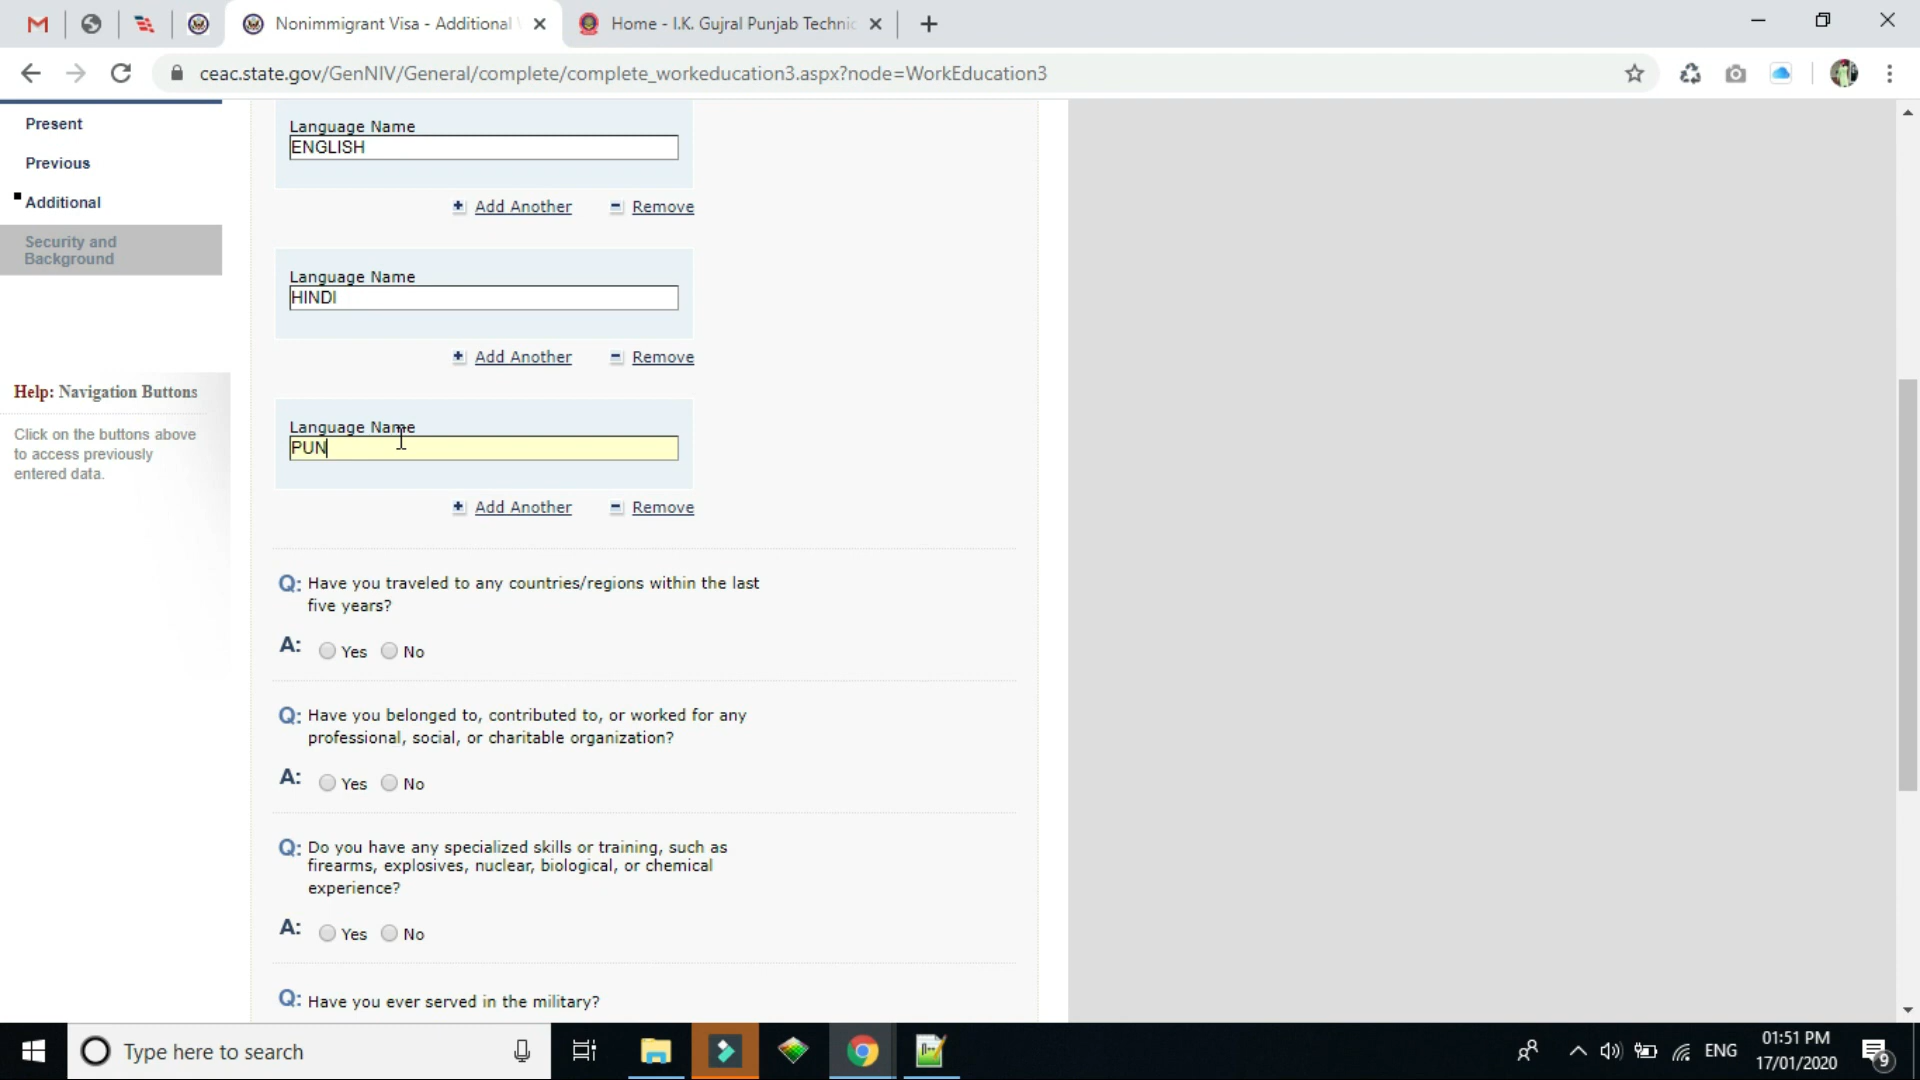 Nonimmigrant Visa - Additional
Home - I.K. Gujral Punjab Technic
ceac.state.gov/GenNIV/General/complete/complete_workeducation3.aspx?node=WorkEducation3
Present
Previous
Additional
Security and
Background
Help: Navigation Buttons
Click on the buttons above
to access previously
entered data.
Language Name
ENGLISH
Add Another Remove
Language Name
HINDI
Add Another Remove
Language Name
PUN
Add Another Remove
Q: Have you traveled to any countries/regions within the last
five years?
A: Yes No
Q: Have you belonged to, contributed to, or worked for any
professional, social, or charitable organization?
A: Yes No
Q: Do you have any specialized skills or training, such as
firearms, explosives, nuclear, biological, or chemical
experience?
A: Yes No
Q: Have you ever served in the military?
Type here to search
ENG
01:51 PM
17/01/2020
9